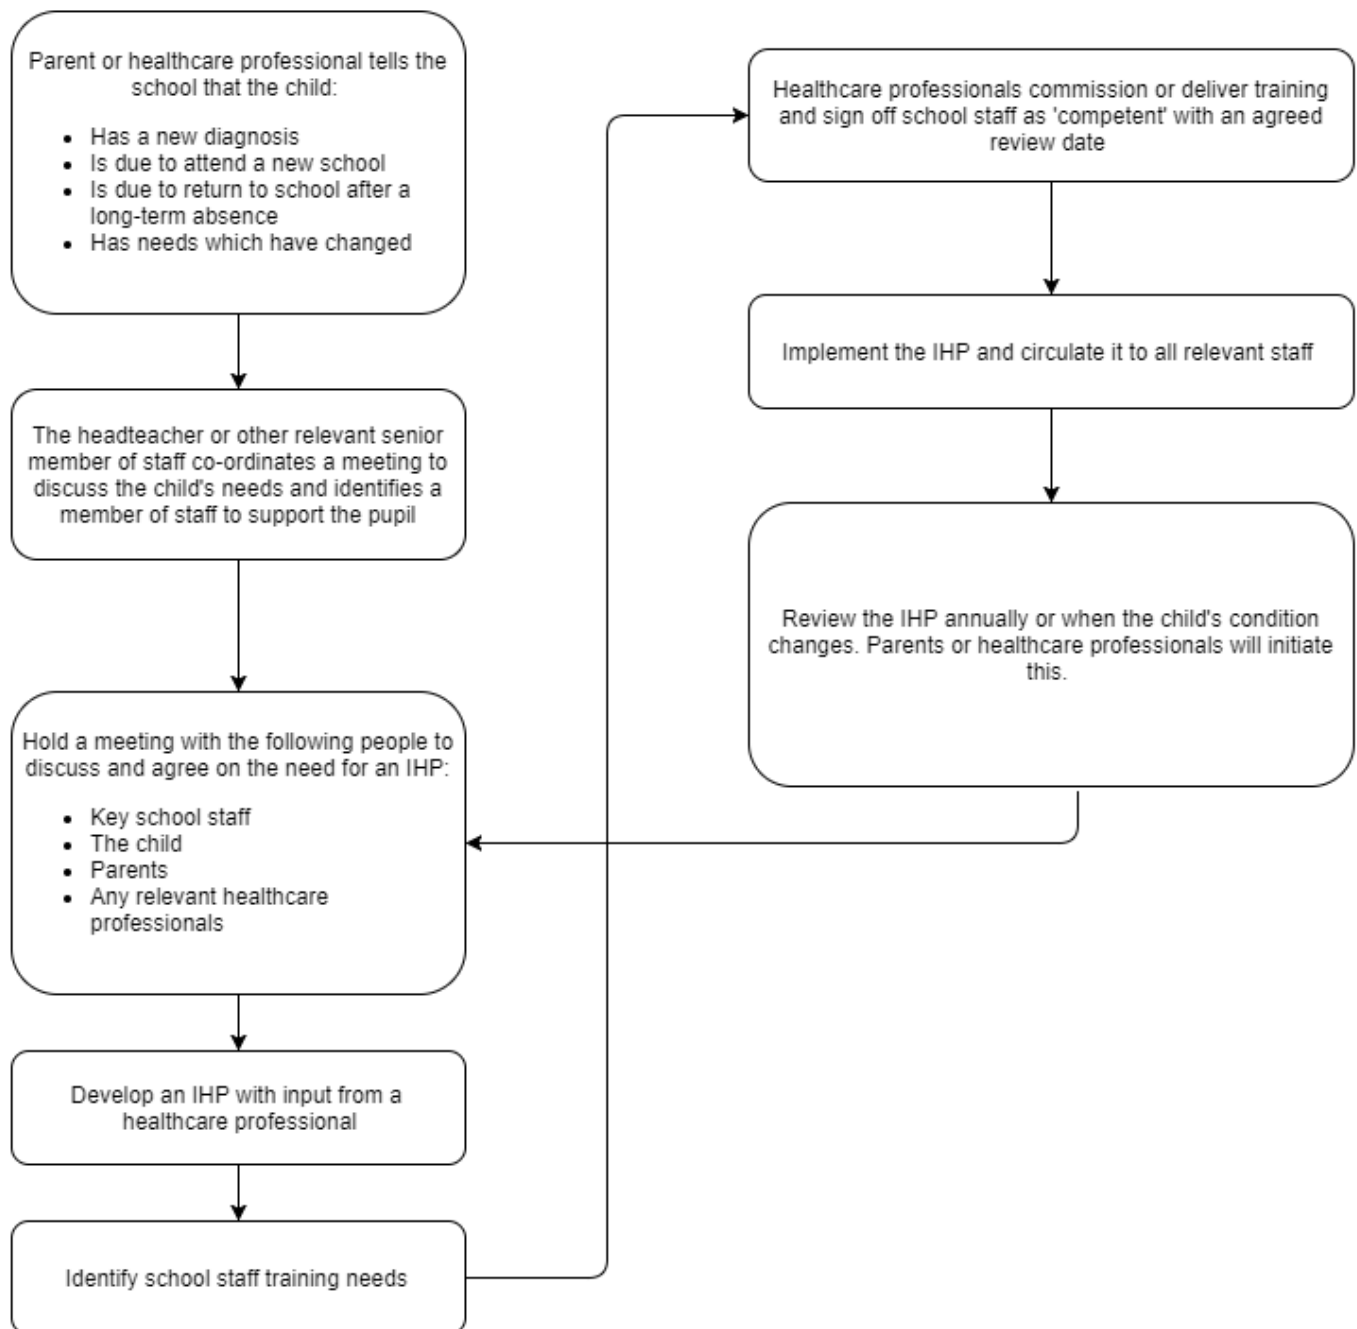 Parent or healthcare professional tells the
school that the child:
• Has a new diagnosis
• Is due to attend a new school
• Is due to return to school after a
long-term absence
• Has needs which have changed
The headteacher or other relevant senior
member of staff co-ordinates a meeting to
discuss the child's needs and identifies a
member of staff to support the pupil
Hold a meeting with the following people to
discuss and agree on the need for an IHP:
• Key school staff
• The child
• Parents
• Any relevant healthcare
professionals
Develop an IHP with input from a
healthcare professional
Identify school staff training needs
Healthcare professionals commission or deliver training
and sign off school staff as 'competent' with an agreed
review date
Implement the IHP and circulate it to all relevant staff
Review the IHP annually or when the child's condition
changes. Parents or healthcare professionals will initiate
this.